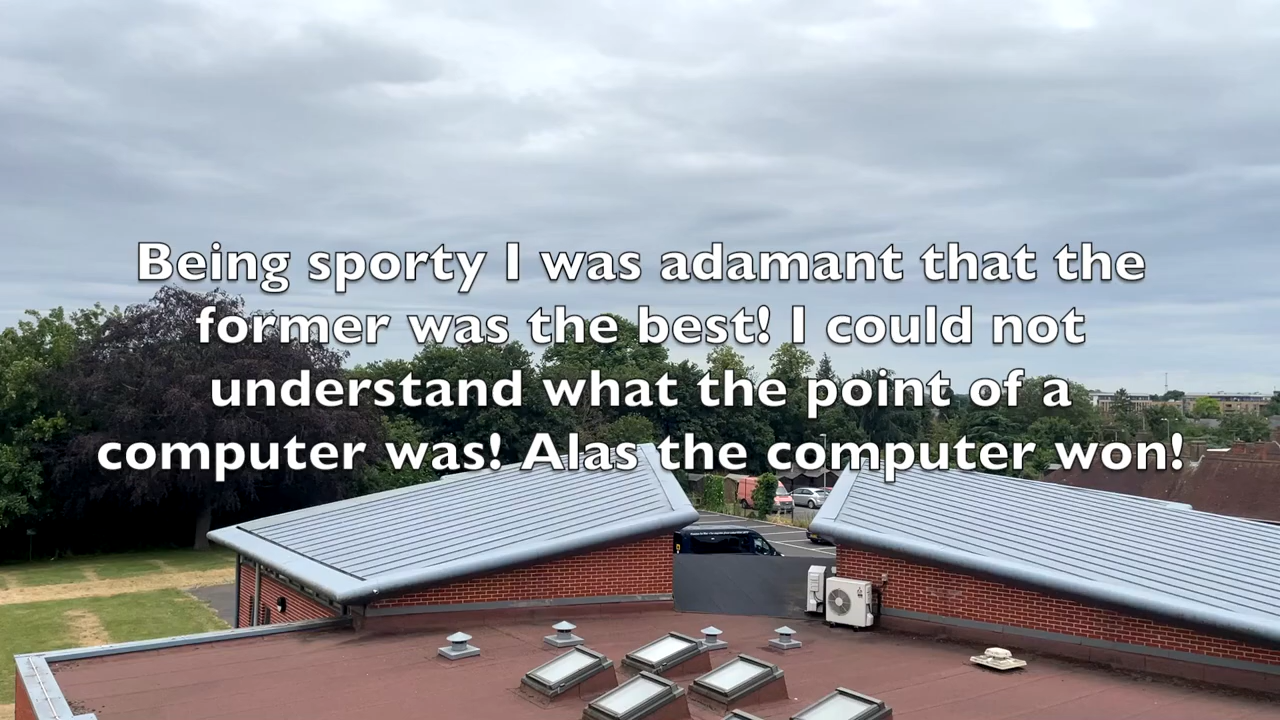 Being sporty I was adamant that the
former was the best! I could not
understand what the point of a
computer was! Alas the computer won!